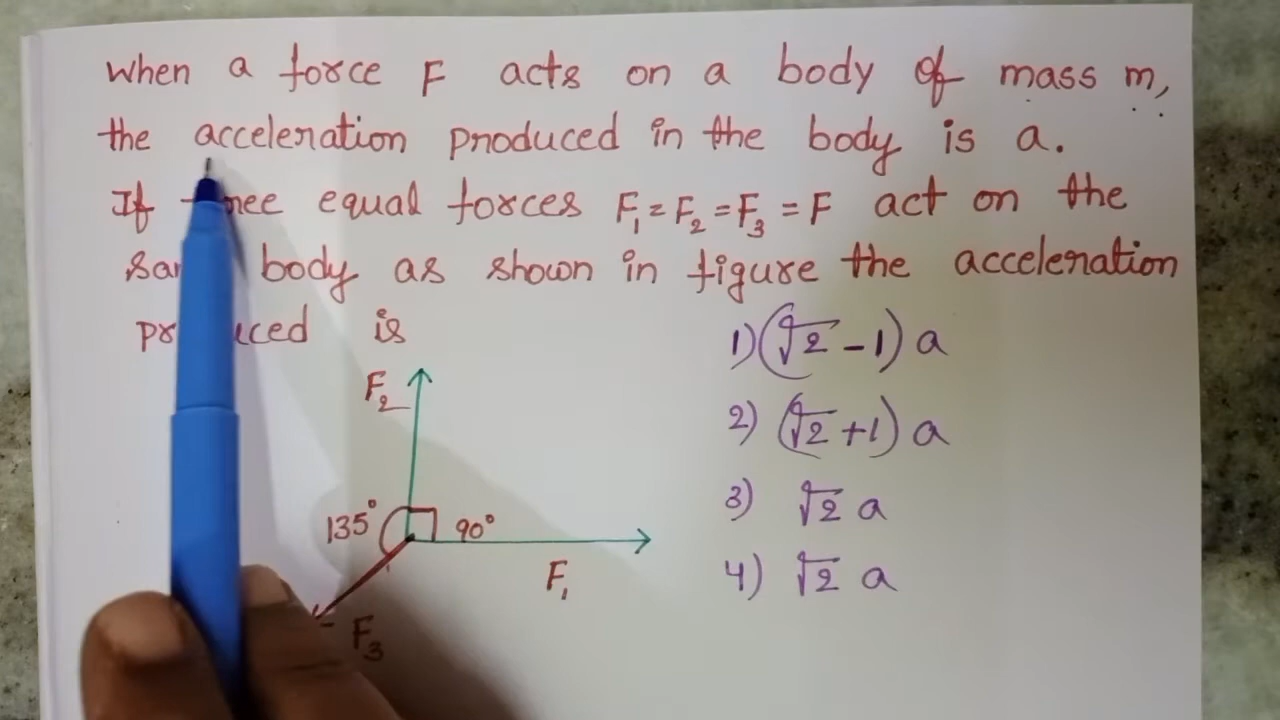 When a force F acts on a body of mass m,
the acceleration produced in the body is a.
If equal forces F₁=F₂=F₃=F act on the
body as shown in figure the acceleration
is
1) (√2-1) a
2) (√2+1) a
3) √2 a
4) √2 a
F₂
135° 90°
F₁
F₃